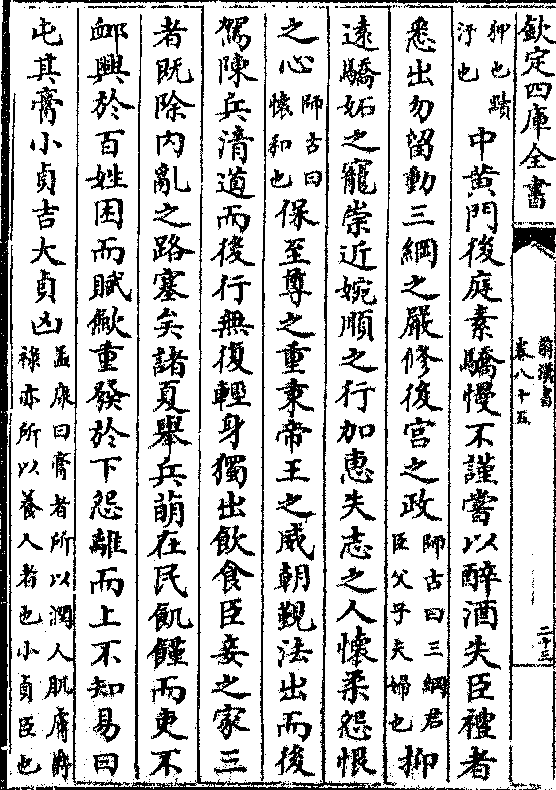 欽定四庫全書
前漢書
卷八十五
二十三
狎也黷
汙也
中黃門後庭素驕慢不謹嘗以醉酒失臣禮者
悉出勿留勤三綱之嚴修後宮之政
師古曰三綱君
臣父子夫婦也
抑
遠驕妬之寵崇近婉順之行加惠失志之人懷柔怨恨
之心
師古曰
懷和也
保至尊之重秉帝王之威朝覲法出而後
駕陳兵清道而後行無復輕身獨出飲食臣妾之家三
者既除內亂之路塞矣諸夏舉兵萌在民飢饉而吏不
卹興於百姓困而賦斂重發於下怨離而上不知易曰
屯其膏小貞吉大貞凶
孟康曰膏者所以潤人肌膚爵
祿亦所以養人者也小貞臣也